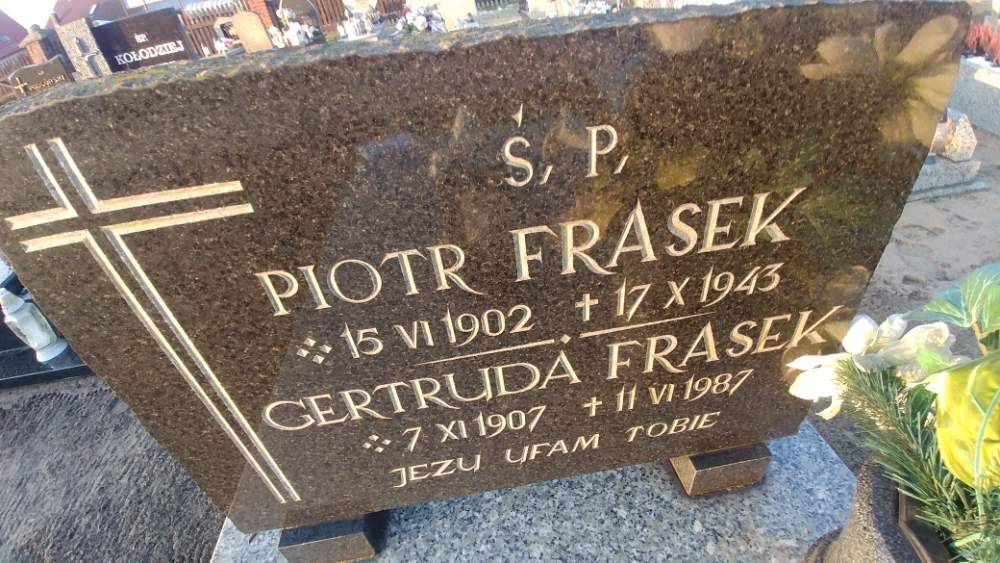 KOŁODZIEJ
Ś, P,
PIOTR FRASEK
15 VI 1902 + 17 X 1943
GERTRUDA FRASEK
7 XI 1907 + 11 VI 1987
JEZU UFAM TOBIE